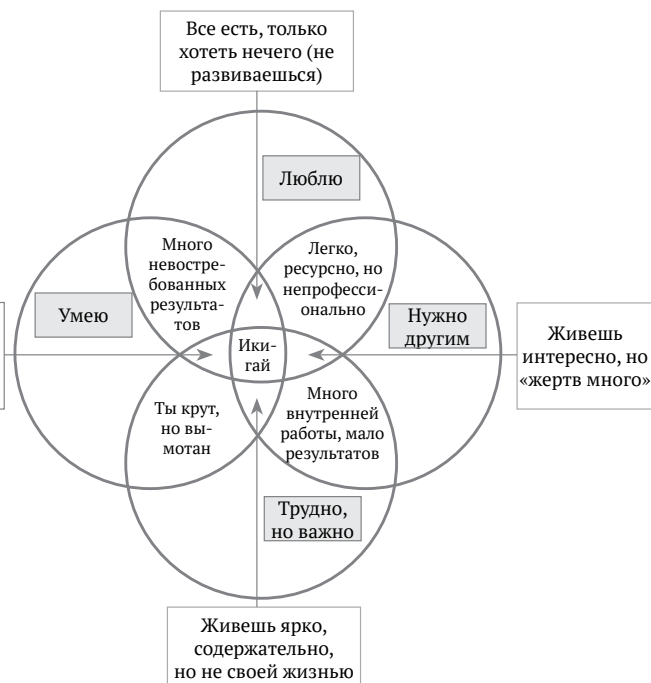 Все есть, только
хотеть нечего (не
развиваешься)
Люблю
Много
невостре-
бованных
результа-
тов
Легко,
ресурсно, но
непрофесси-
онально
Умею
Нужно
другим
Ики-
гай
Живешь
интересно, но
«жертв много»
Ты крут,
но вы-
мотан
Много
внутренней
работы, мало
результатов
Трудно,
но важно
Живешь ярко,
содержательно,
но не своей жизнью